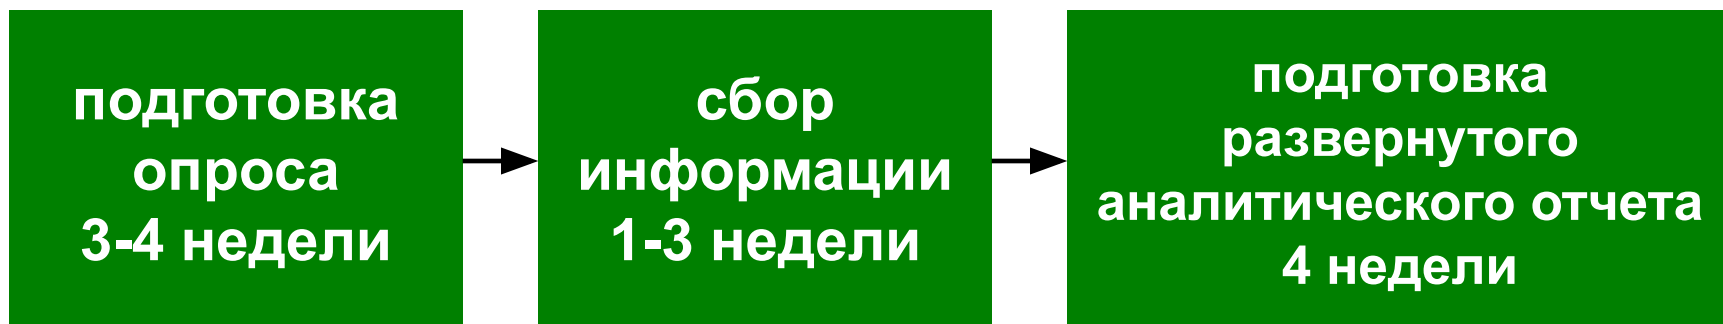 подготовка
опроса
3-4 недели
сбор
информации
1-3 недели
подготовка
развернутого
аналитического отчета
4 недели